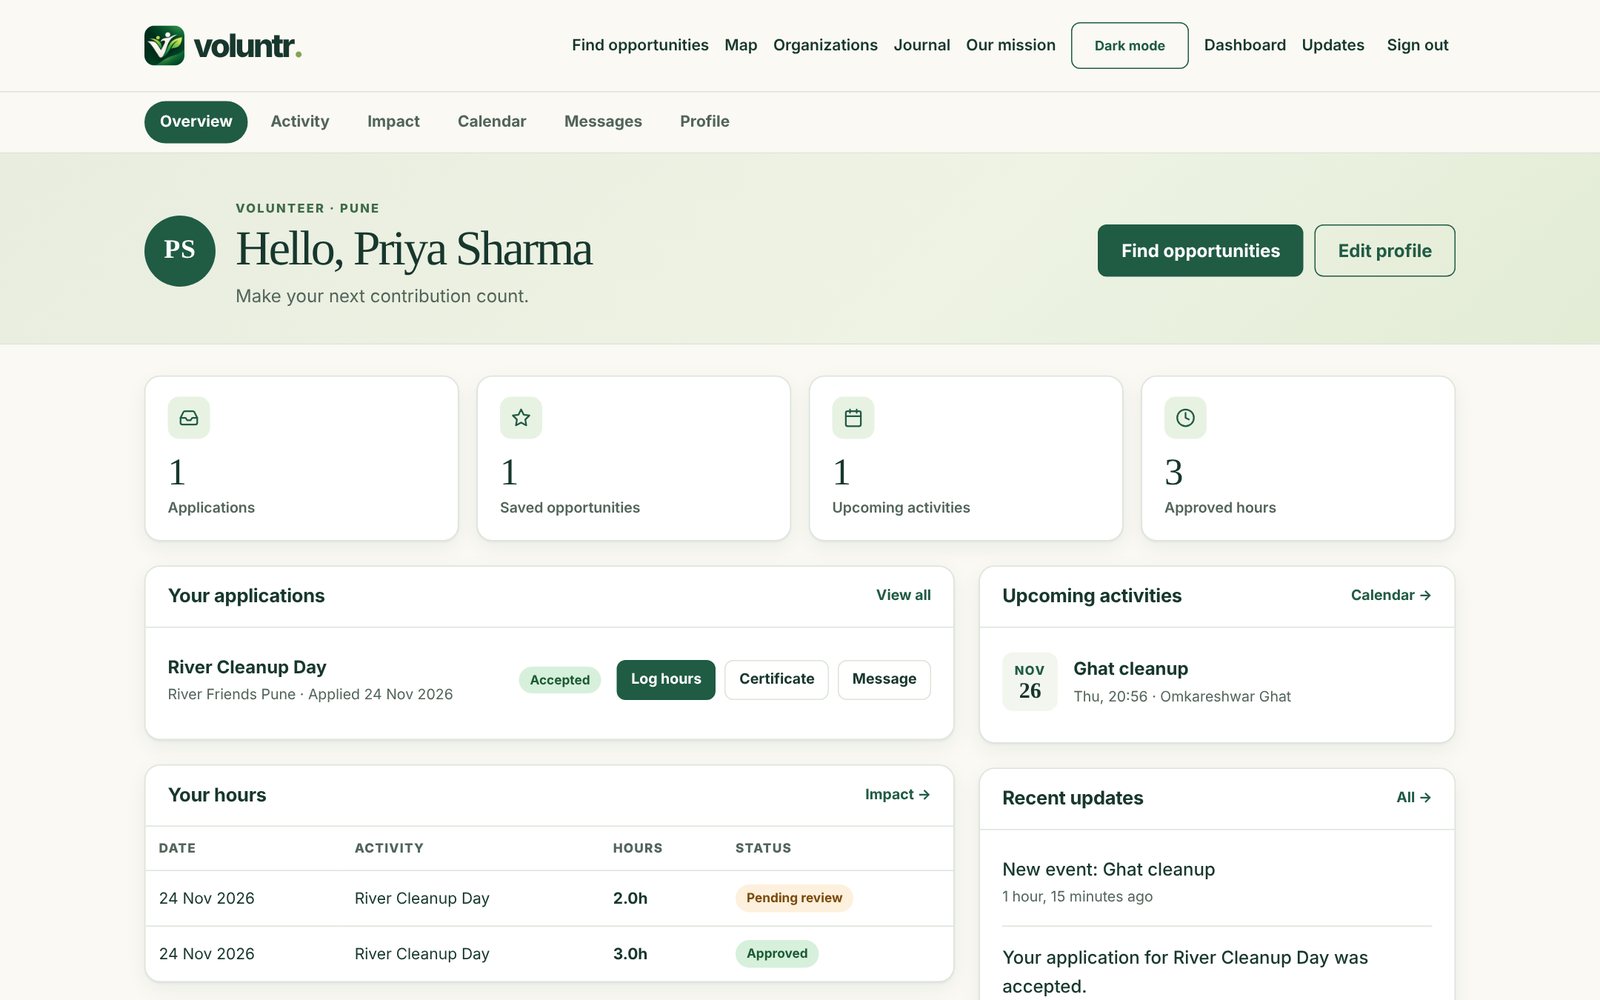 voluntr.
Find opportunities Map Organizations Journal Our mission Dark mode Dashboard Updates Sign out
Overview Activity Impact Calendar Messages Profile
PS
VOLUNTEER · PUNE
Hello, Priya Sharma
Make your next contribution count.
Find opportunities Edit profile
1
Applications
1
Saved opportunities
1
Upcoming activities
3
Approved hours
Your applications View all
River Cleanup Day
River Friends Pune · Applied 24 Nov 2026
Accepted Log hours Certificate Message
Upcoming activities Calendar →
NOV
26
Ghat cleanup
Thu, 20:56 · Omkareshwar Ghat
Your hours Impact →
DATE ACTIVITY HOURS STATUS
24 Nov 2026 River Cleanup Day 2.0h Pending review
24 Nov 2026 River Cleanup Day 3.0h Approved
Recent updates All →
New event: Ghat cleanup
1 hour, 15 minutes ago
Your application for River Cleanup Day was
accepted.